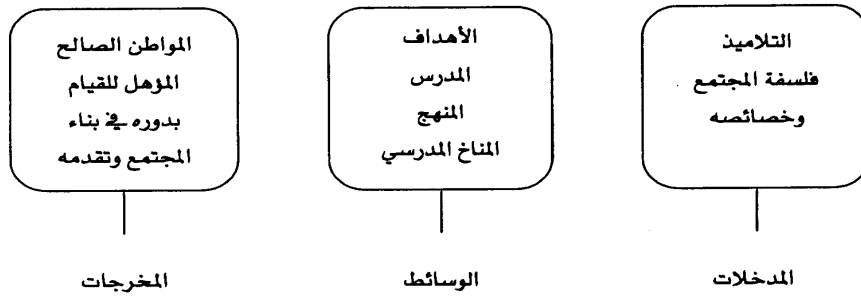 التلاميذ
فلسفة المجتمع
وخصائصه
المدخلات
الأهداف
المدرس
المنهج
المناخ المدرسي
الوسائط
المواطن الصالح
المؤهل للقيام
بدوره في بناء
المجتمع وتقدمه
المخرجات